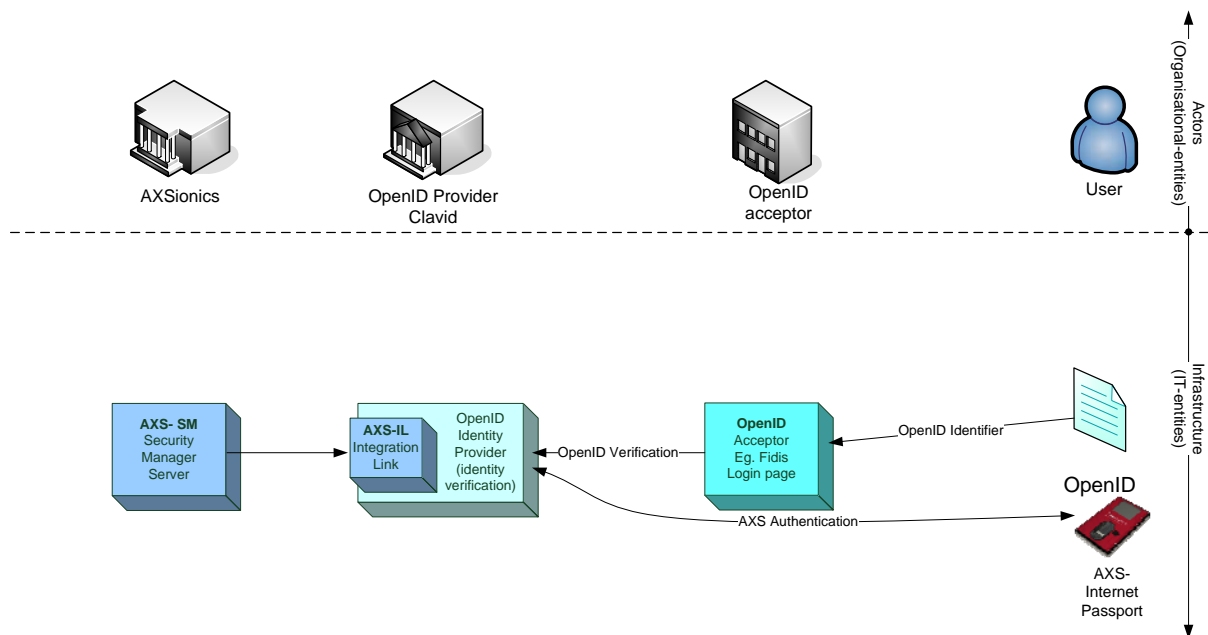 AXSionics
OpenID Provider
Clavid
OpenID
acceptor
User
Actors
(Organisational-entities)
AXS- SM
Security
Manager
Server
AXS-IL
Integration
Link
OpenID
Identity
Provider
(identity
verification)
OpenID Verification
OpenID
Acceptor
Eg. Fidis
Login page
OpenID Identifier
AXS Authentication
OpenID
AXS-
Internet
Passport
Infrastructure
(IT-entities)